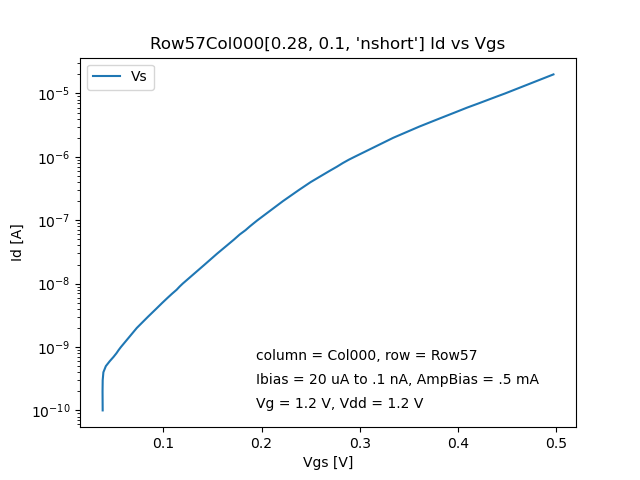 Row57Col000[0.28, 0.1, 'nshort'] Id vs Vgs
Vs
Id [A]
10⁻⁵
10⁻⁶
10⁻⁷
10⁻⁸
10⁻⁹
10⁻¹⁰
column = Col000, row = Row57
Ibias = 20 uA to .1 nA, AmpBias = .5 mA
Vg = 1.2 V, Vdd = 1.2 V
0.1 0.2 0.3 0.4 0.5
Vgs [V]